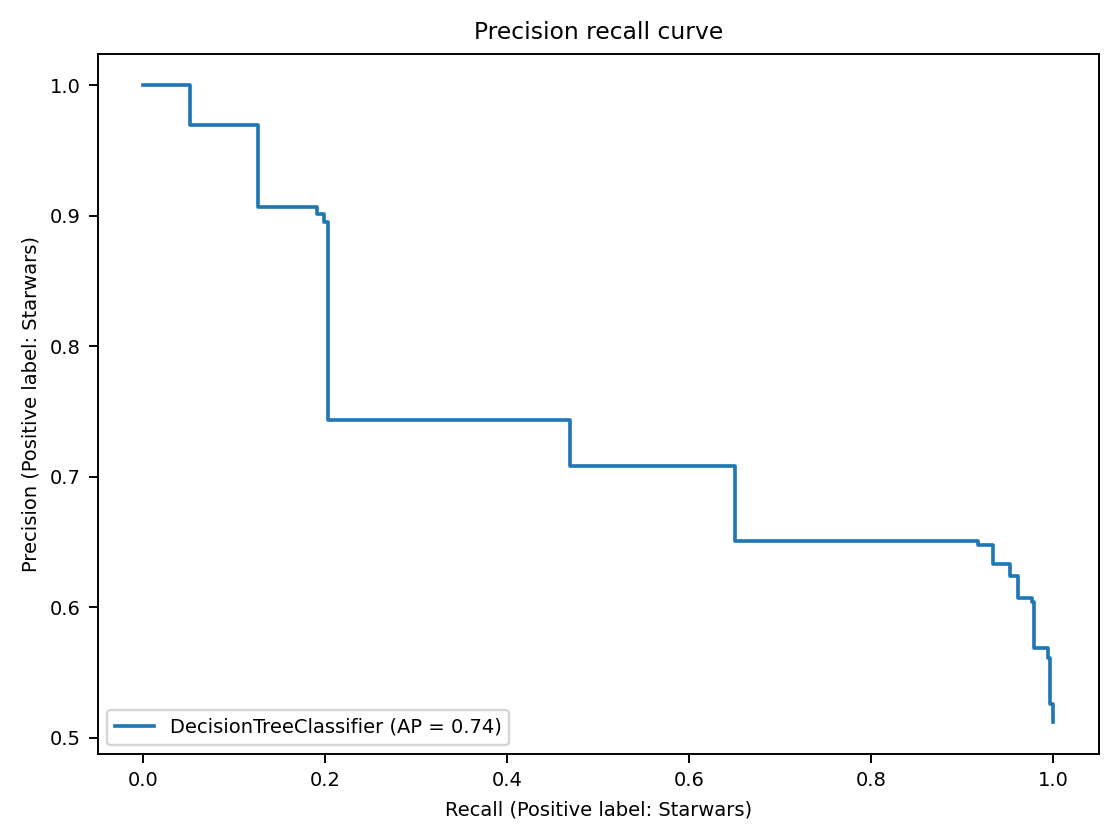 Precision recall curve
Precision (Positive label: Starwars)
1.0
0.9
0.8
0.7
0.6
0.5
DecisionTreeClassifier (AP = 0.74)
0.0 0.2 0.4 0.6 0.8 1.0
Recall (Positive label: Starwars)